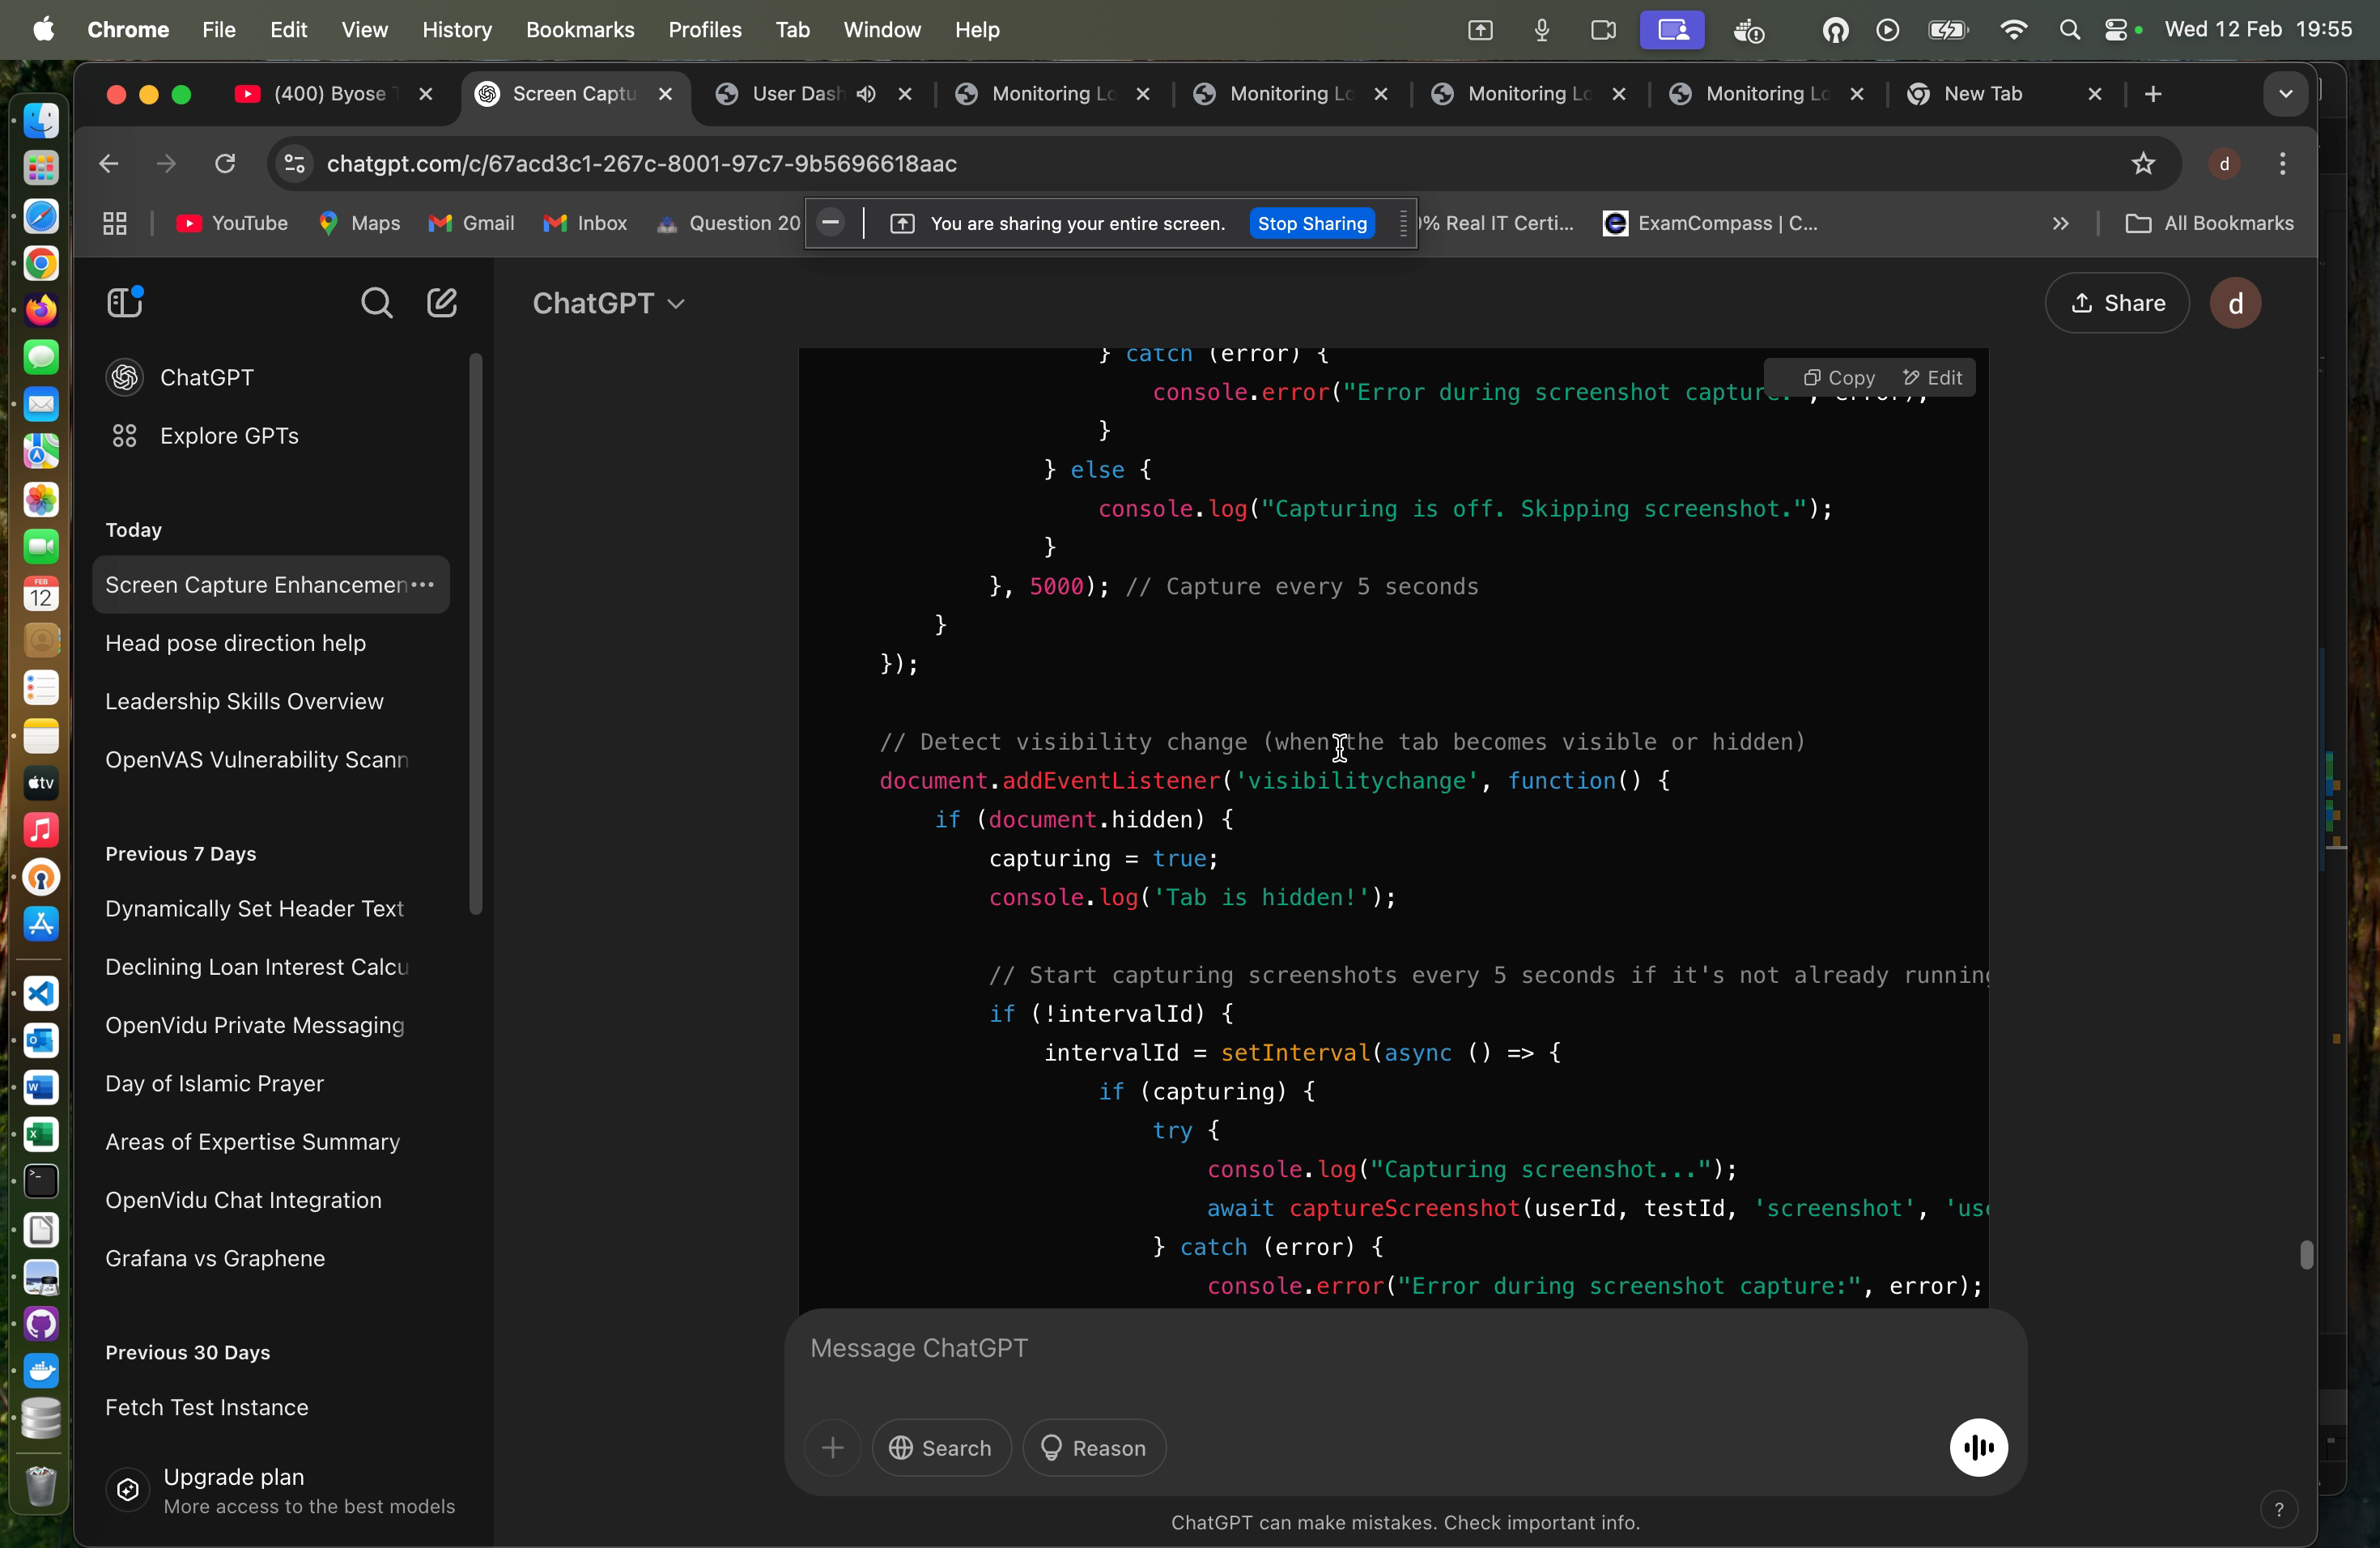 Chrome File Edit View History Bookmarks Profiles Tab Window Help Wed 12 Feb 19:55
(400) Byose Screen Captu User Dash Monitoring Lo Monitoring Lo Monitoring Lo Monitoring Lo New Tab
chatgpt.com/c/67acd3c1-267c-8001-97c7-9b5696618aac d
YouTube Maps Gmail Inbox Question 20 You are sharing your entire screen. Stop Sharing % Real IT Certi... ExamCompass | C... All Bookmarks
ChatGPT Share d
ChatGPT
Explore GPTs
Today
Screen Capture Enhancemen
Head pose direction help
Leadership Skills Overview
OpenVAS Vulnerability Scann
Previous 7 Days
Dynamically Set Header Text
Declining Loan Interest Calcu
OpenVidu Private Messaging
Day of Islamic Prayer
Areas of Expertise Summary
OpenVidu Chat Integration
Grafana vs Graphene
Previous 30 Days
Fetch Test Instance
Upgrade plan
More access to the best models
} catch (error) {
Copy Edit
console.error("Error during screenshot capture:", error);
}
} else {
console.log("Capturing is off. Skipping screenshot.");
}
}, 5000); // Capture every 5 seconds
}
});
// Detect visibility change (when the tab becomes visible or hidden)
document.addEventListener('visibilitychange', function() {
if (document.hidden) {
capturing = true;
console.log('Tab is hidden!');
// Start capturing screenshots every 5 seconds if it's not already running
if (!intervalId) {
intervalId = setInterval(async () => {
if (capturing) {
try {
console.log("Capturing screenshot...");
await captureScreenshot(userId, testId, 'screenshot', 'use
} catch (error) {
console.error("Error during screenshot capture:", error);
Message ChatGPT
Search Reason
ChatGPT can make mistakes. Check important info.
?
FEB
12
tv